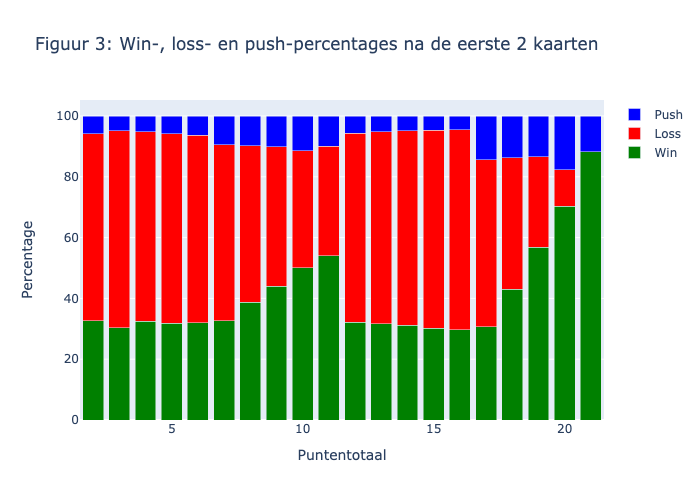 Figuur 3: Win-, loss- en push-percentages na de eerste 2 kaarten
100
80
60
40
20
0
Percentage
5
10
15
20
Puntentotaal
Push
Loss
Win